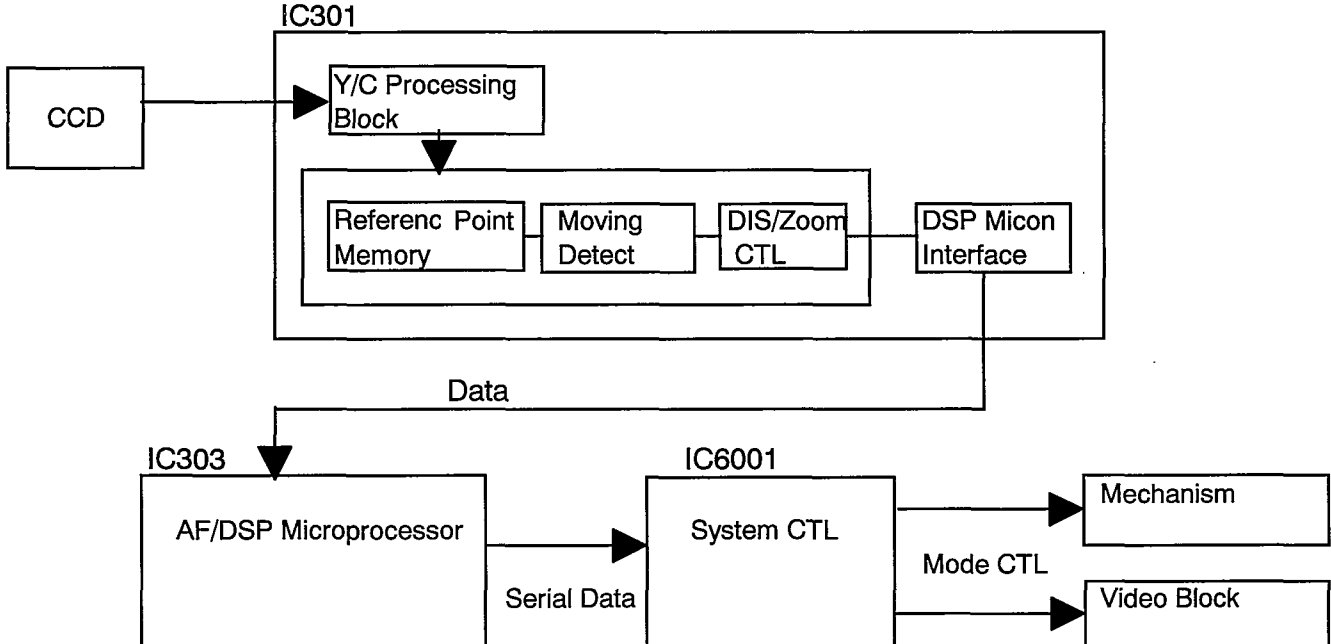 IC301
CCD
Y/C Processing
Block
Referenc Point
Memory
Moving
Detect
DIS/Zoom
CTL
DSP Micon
Interface
Data
IC303
AF/DSP Microprocessor
Serial Data
IC6001
System CTL
Mode CTL
Mechanism
Video Block